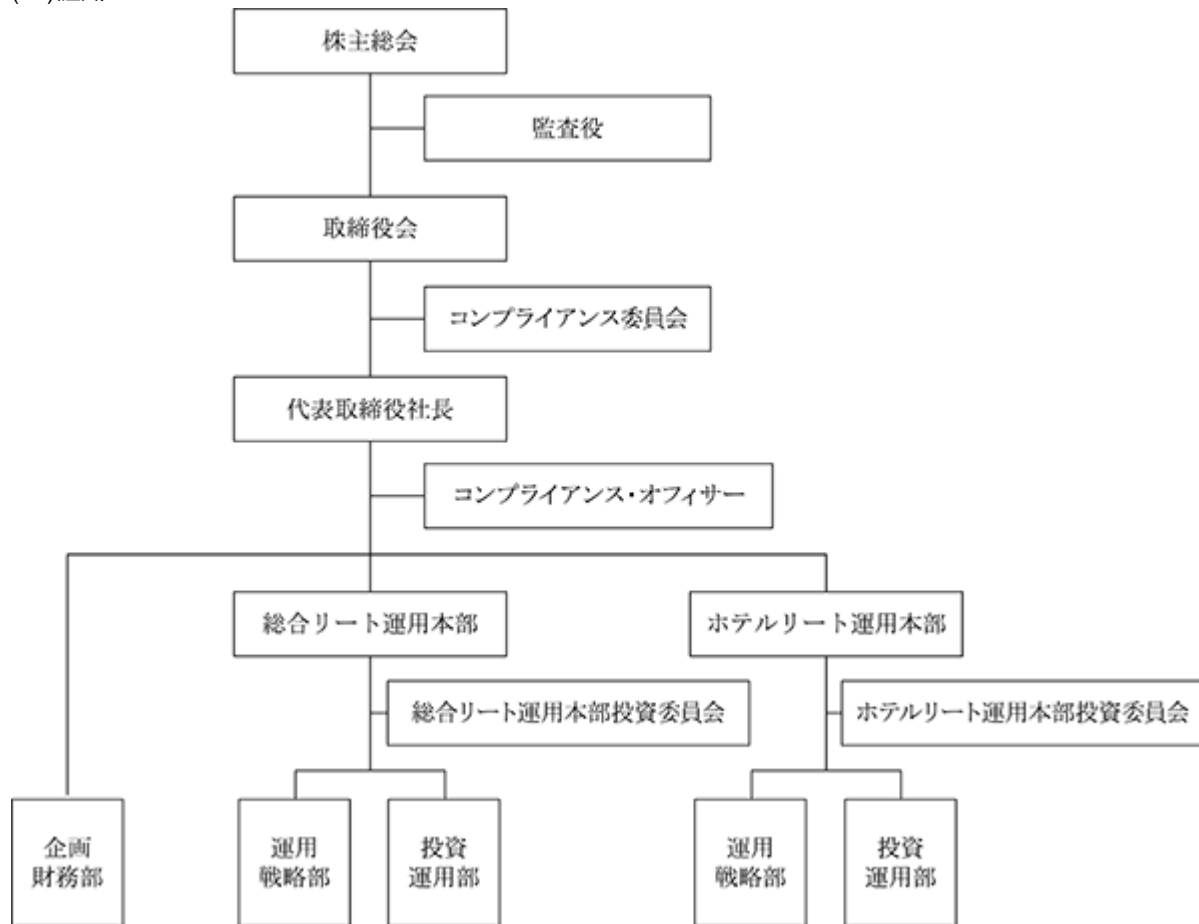 株主総会
監査役
取締役会
コンプライアンス委員会
代表取締役社長
コンプライアンス・オフィサー
総合リート運用本部
ホテルリート運用本部
総合リート運用本部投資委員会
ホテルリート運用本部投資委員会
企画
財務部
運用
戦略部
投資
運用部
運用
戦略部
投資
運用部